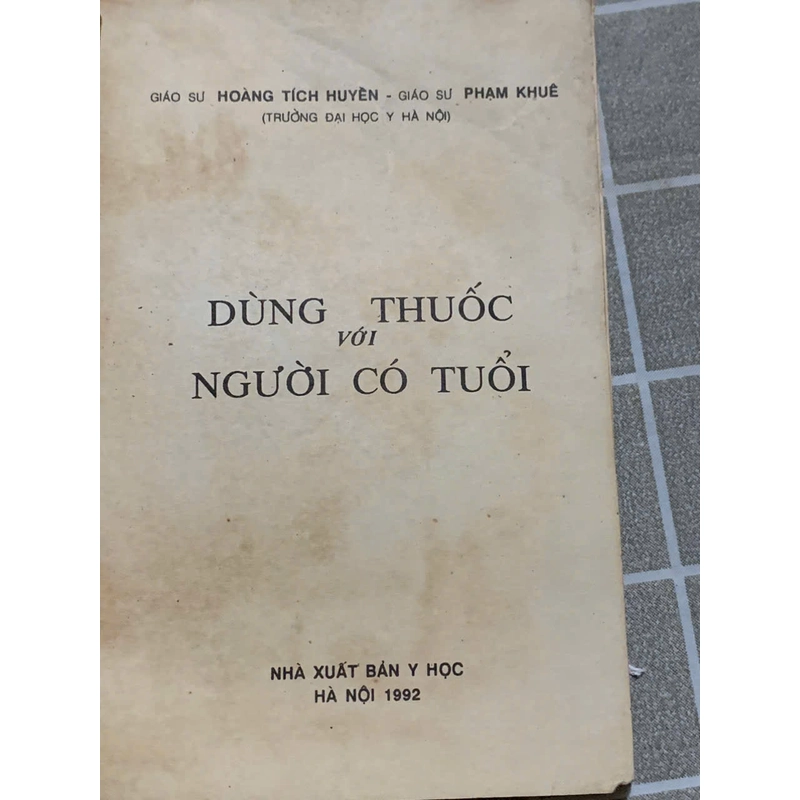 GIÁO SƯ HOÀNG TÍCH HUYỀN - GIÁO SƯ PHẠM KHUÊ
(TRƯỜNG ĐẠI HỌC Y HÀ NỘI)
DÙNG THUỐC
VỚI
NGƯỜI CÓ TUỔI
NHÀ XUẤT BẢN Y HỌC
HÀ NỘI 1992